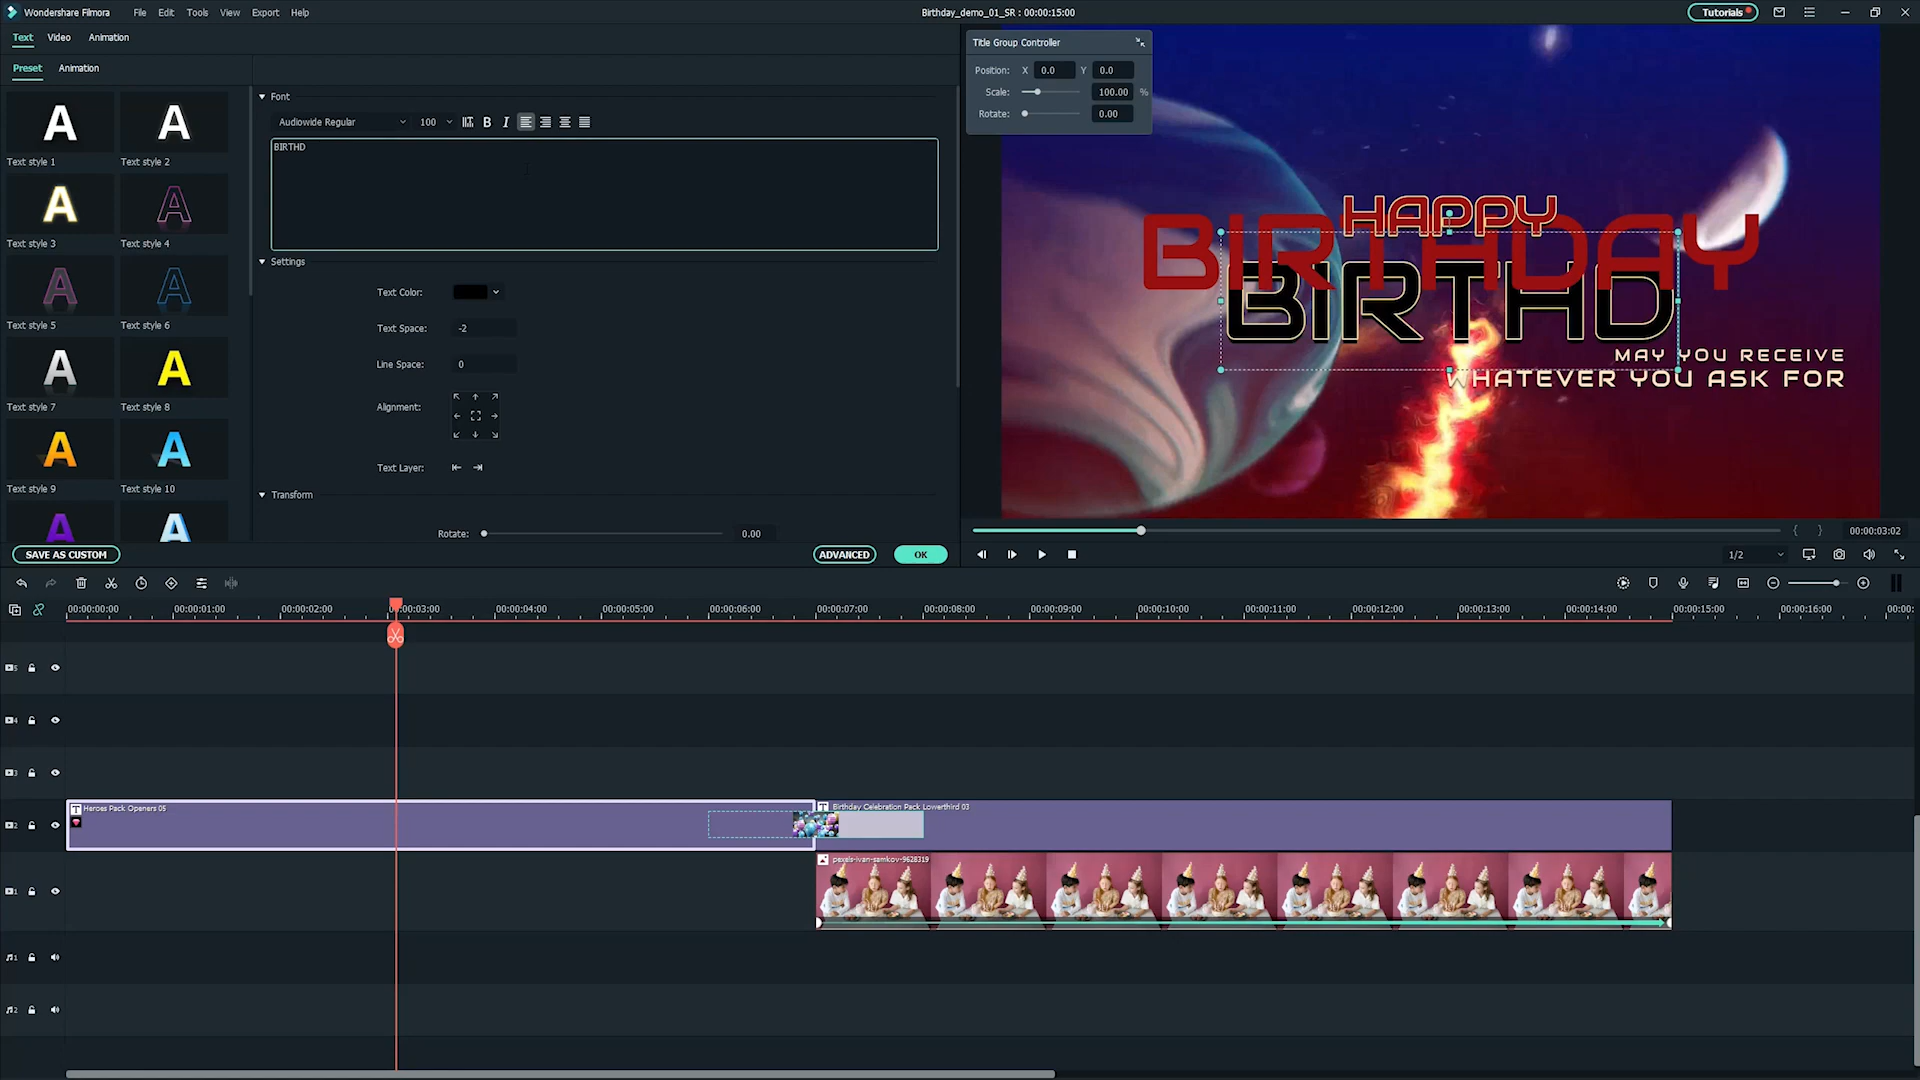 Wondershare Filmora File Edit Tools View Export Help
Birthday_demo_01_SR : 00:00:15:00
Tutorials
Text Video Animation
Preset Animation
A A
Text style 1 Text style 2
A A
Text style 3 Text style 4
A A
Text style 5 Text style 6
A A
Text style 7 Text style 8
A A
Text style 9 Text style 10
A A
SAVE AS CUSTOM
Font
Audiowide Regular 100 B I
BIRTHD
Settings
Text Color:
Text Space: -2
Line Space: 0
Alignment:
Text Layer:
Transform
Rotate: 0.00
ADVANCED OK
Title Group Controller
Position: X 0.0 Y 0.0
Scale: 100.00 %
Rotate: 0.00
HAPPY
BIRTHDAY
BIRTHD
MAY YOU RECEIVE
WHATEVER YOU ASK FOR
{ } 00:00:03:02
1/2
00:00:00:00 00:00:01:00 00:00:02:00 00:00:03:00 00:00:04:00 00:00:05:00 00:00:06:00 00:00:07:00 00:00:08:00 00:00:09:00 00:00:10:00 00:00:11:00 00:00:12:00 00:00:13:00 00:00:14:00 00:00:15:00 00:00:16:00 00:00:
5
4
3
2
T Heroes Pack Openers 05
T Birthday Celebration Pack Lowerthird 03
1
pexels-ivan-samkov-9628319
1
2